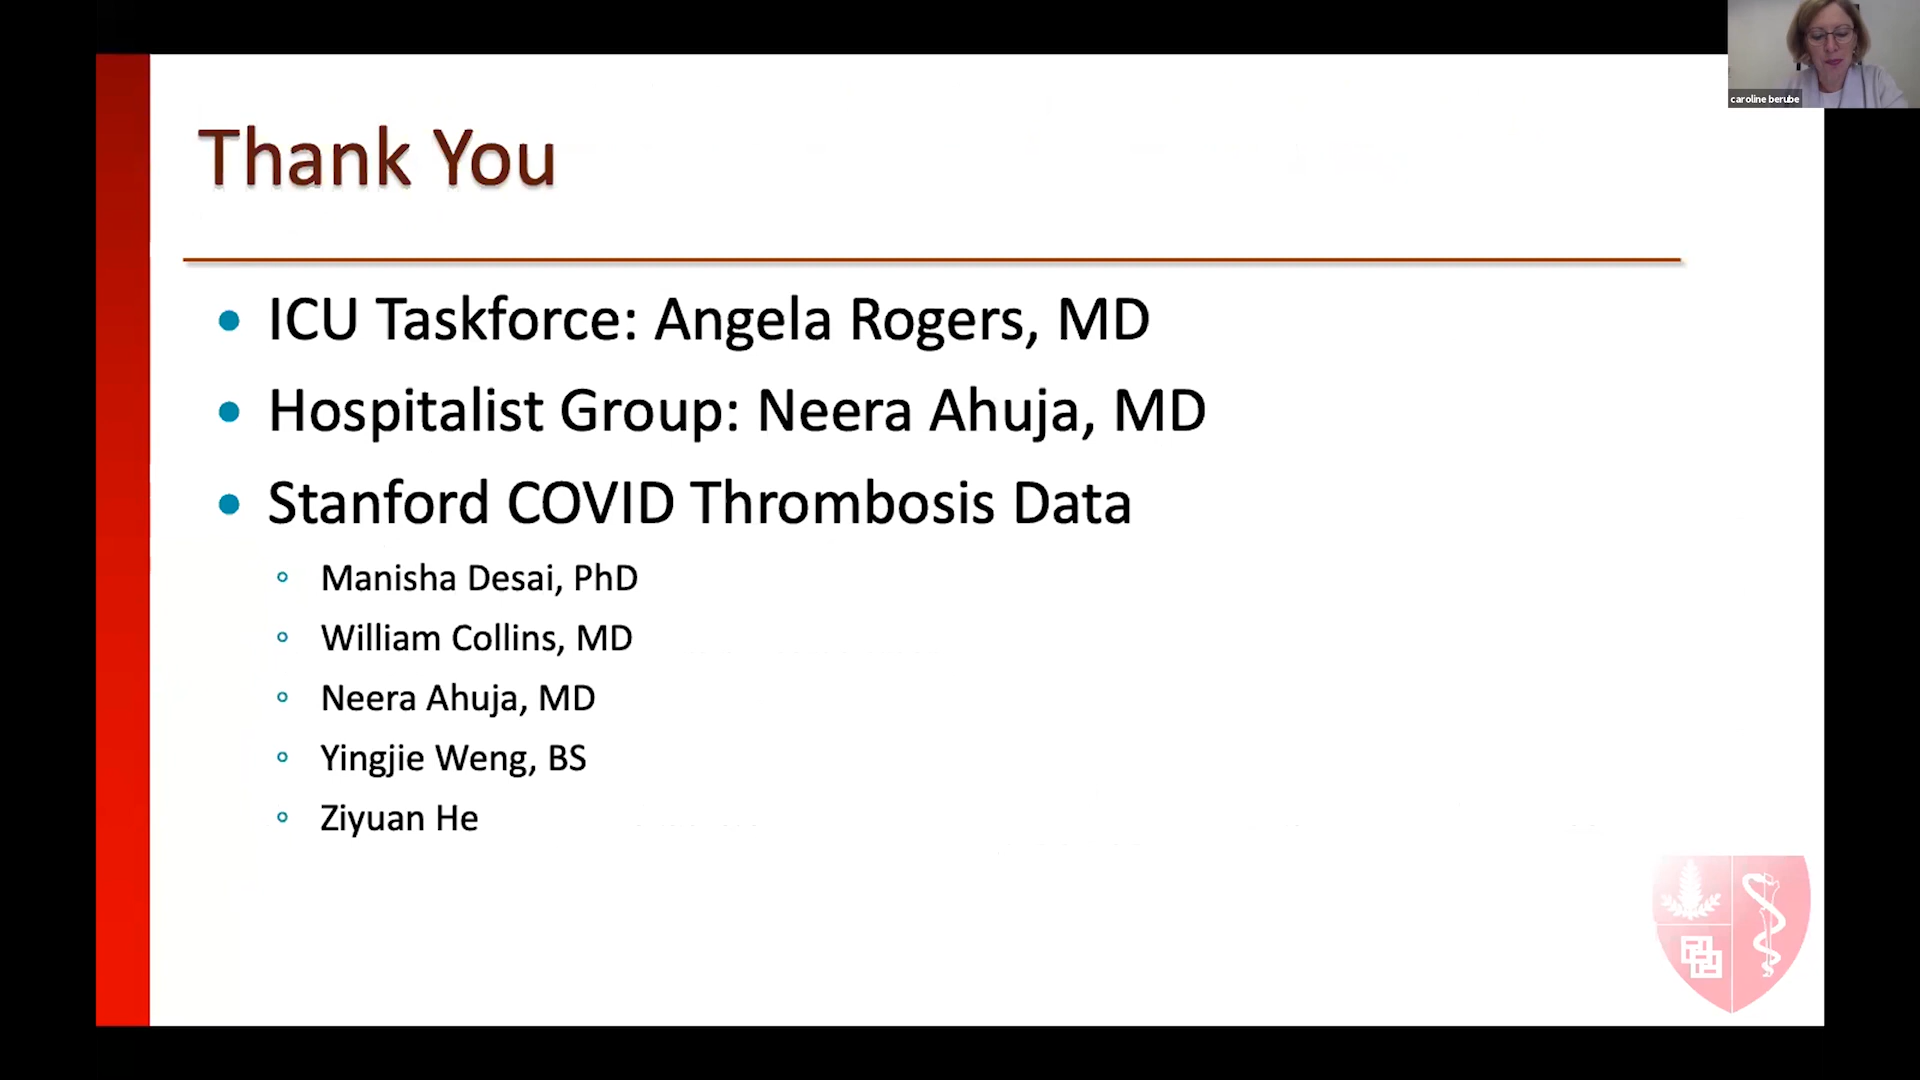 caroline berube
Thank You
• ICU Taskforce: Angela Rogers, MD
• Hospitalist Group: Neera Ahuja, MD
• Stanford COVID Thrombosis Data
◦ Manisha Desai, PhD
◦ William Collins, MD
◦ Neera Ahuja, MD
◦ Yingjie Weng, BS
◦ Ziyuan He